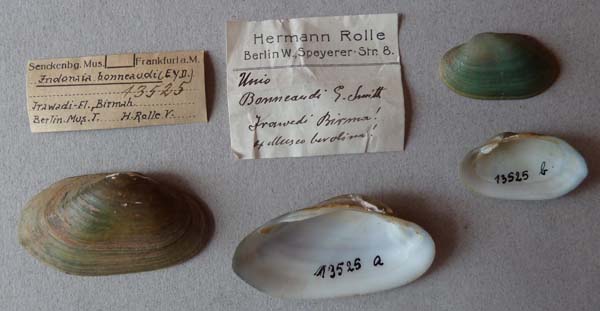 Senckenbg. Mus. Frankfurt a. M.
Indonaia bonneaudi (EYD.)
13525
Irawadi-Fl., Birmah.
Berlin. Mus. T. H. Rolle V.
Hermann Rolle
Berlin W., Speyerer-Str. 8.
Unio
Bonneaudi E. Smith
Irawedi Birma!
ex Museo berolina!
13525 b.
13525 a